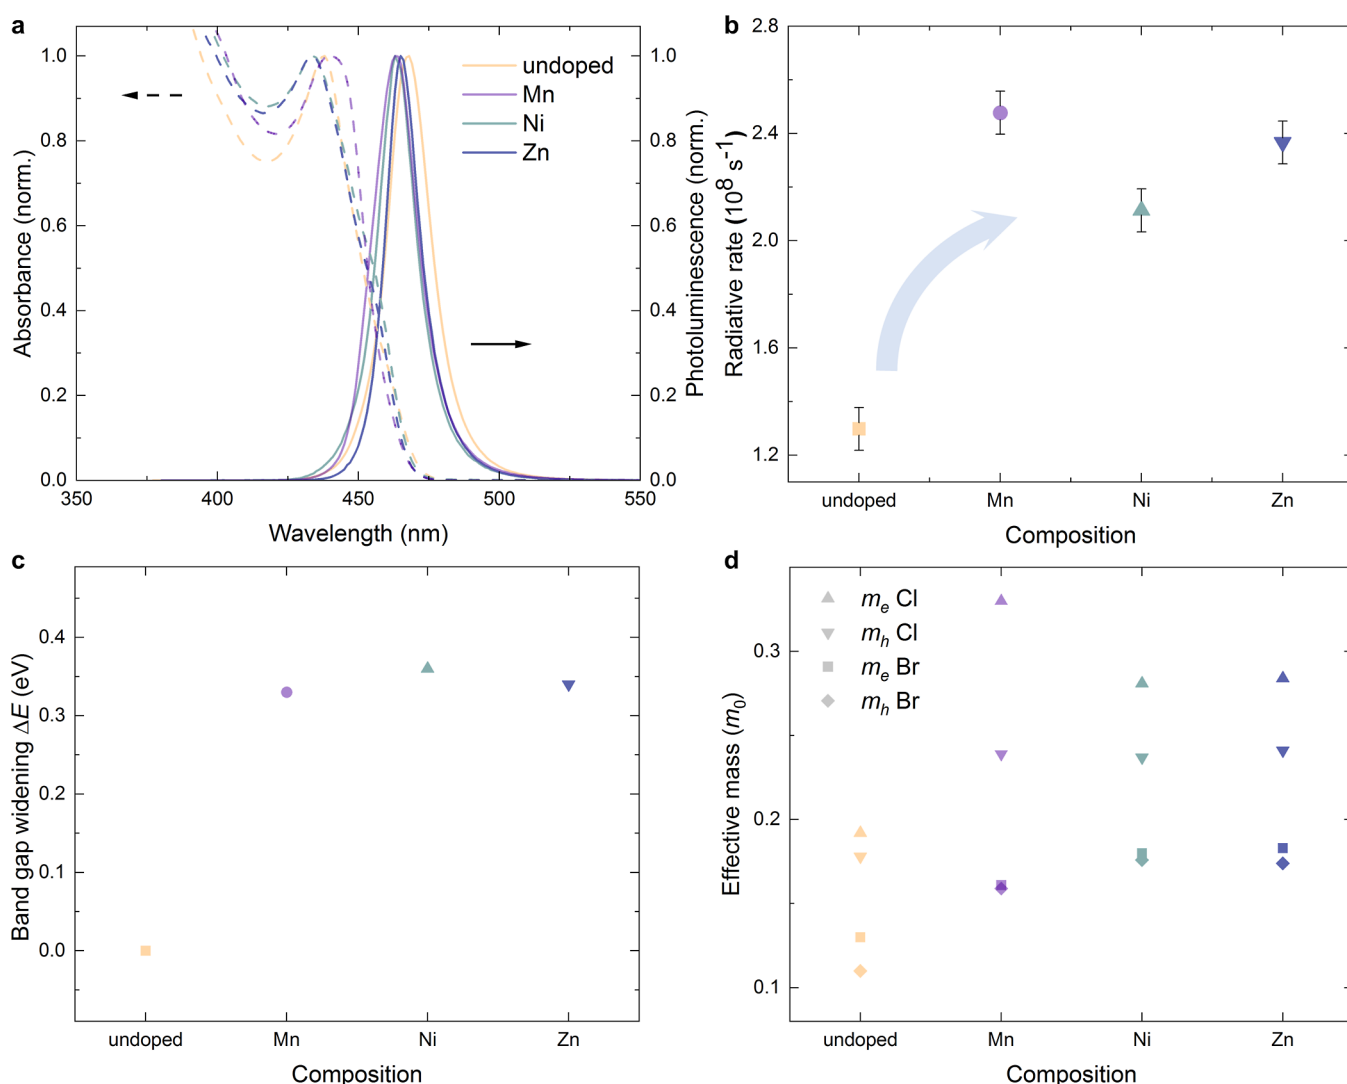 a
1.0
0.8
0.6
0.4
0.2
0.0
Absorbance (norm.)
350
400
450
500
550
Wavelength (nm)
undoped
Mn
Ni
Zn
1.0
0.8
0.6
0.4
0.2
0.0
Photoluminescence (norm.)
b
2.8
2.4
2.0
1.6
1.2
Radiative rate (10⁸ s⁻¹)
undoped
Mn
Ni
Zn
Composition
c
0.4
0.3
0.2
0.1
0.0
Band gap widening ΔE (eV)
undoped
Mn
Ni
Zn
Composition
d
mₑ Cl
mₕ Cl
mₑ Br
mₕ Br
0.3
0.2
0.1
Effective mass (m₀)
undoped
Mn
Ni
Zn
Composition